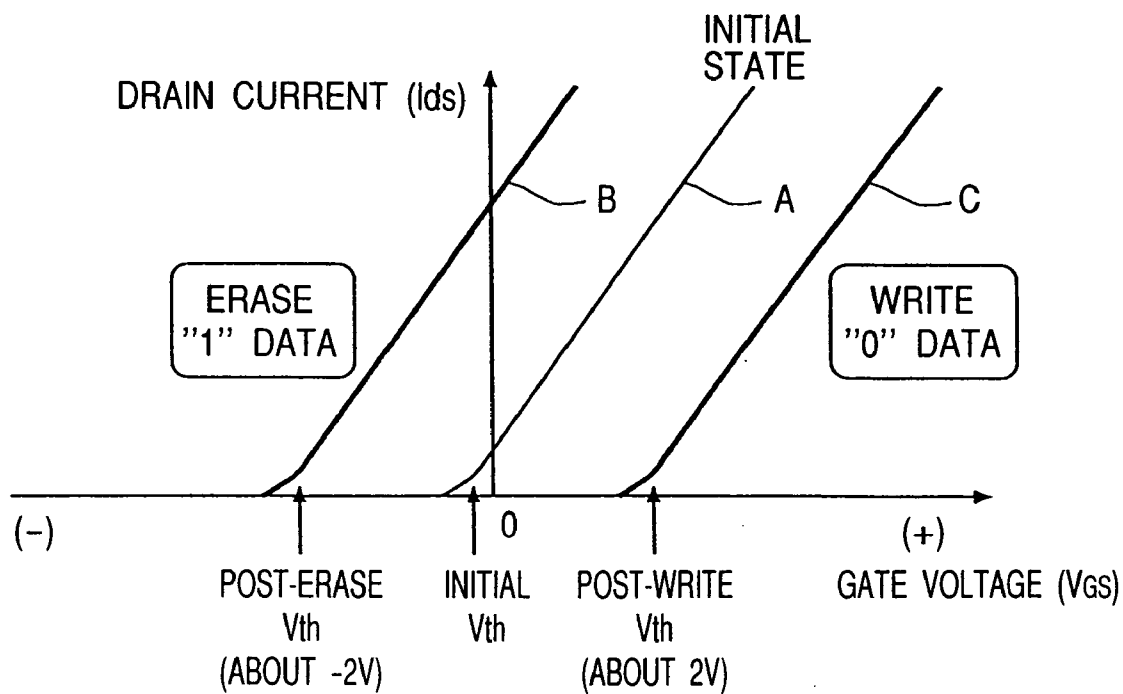 INITIAL
STATE
DRAIN CURRENT (Ids)
B
A
C
ERASE
"1" DATA
WRITE
"0" DATA
(-)
0
(+)
POST-ERASE
Vth
(ABOUT -2V)
INITIAL
Vth
POST-WRITE
Vth
(ABOUT 2V)
GATE VOLTAGE (VGS)